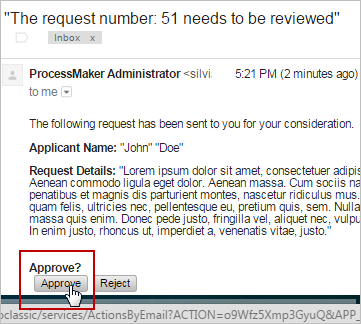 "The request number: 51 needs to be reviewed"
Inbox x
ProcessMaker Administrator <silvi 5:21 PM (2 minutes ago)
to me
The following request has been sent to you for your consideration.
Applicant Name: "John" "Doe"
Request Details: "Lorem ipsum dolor sit amet, consectetuer adipis
Aenean commodo ligula eget dolor. Aenean massa. Cum sociis na
penatibus et magnis dis parturient montes, nascetur ridiculus mus.
quam felis, ultricies nec, pellentesque eu, pretium quis, sem. Nulla
massa quis enim. Donec pede justo, fringilla vel, aliquet nec, vulpu
In enim justo, rhoncus ut, imperdiet a, venenatis vitae, justo."
Approve?
Approve Reject
oclassic/services/ActionsByEmail?ACTION=o9Wfz5Xmp3GyuQ&APP_